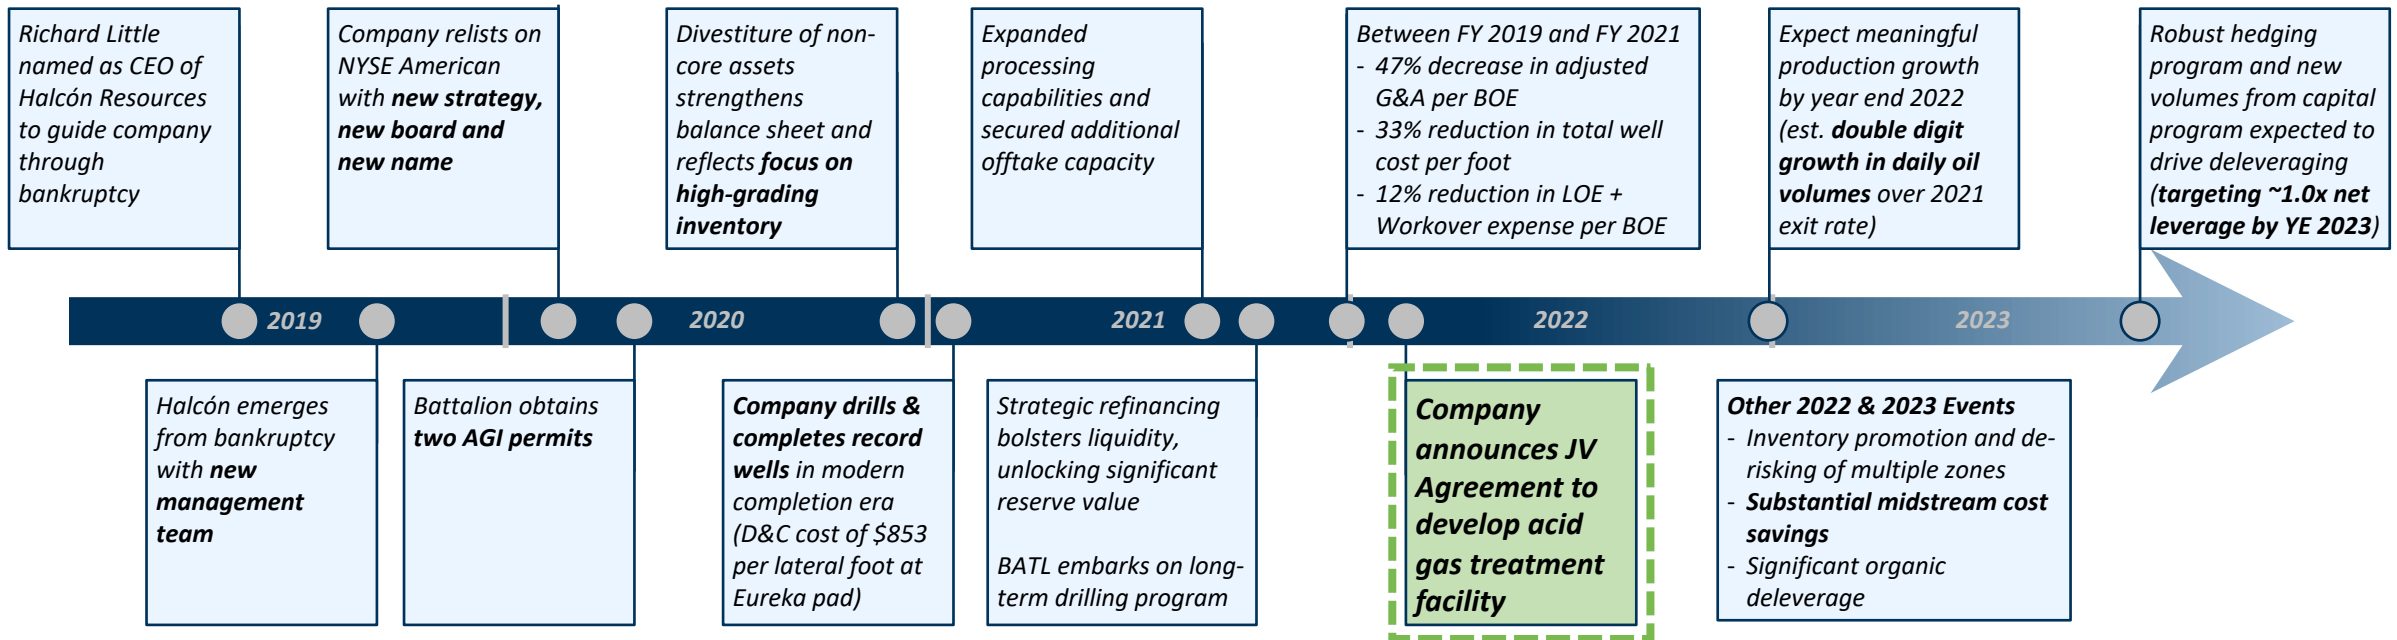 Richard Little
named as CEO of
Halcón Resources
to guide company
through
bankruptcy
Company relists on
NYSE American
with new strategy,
new board and
new name
Divestiture of non-
core assets
strengthens
balance sheet and
reflects focus on
high-grading
inventory
Expanded
processing
capabilities and
secured additional
offtake capacity
Between FY 2019 and FY 2021
- 47% decrease in adjusted
G&A per BOE
- 33% reduction in total well
cost per foot
- 12% reduction in LOE +
Workover expense per BOE
Expect meaningful
production growth
by year end 2022
(est. double digit
growth in daily oil
volumes over 2021
exit rate)
Robust hedging
program and new
volumes from capital
program expected to
drive deleveraging
(targeting ~1.0x net
leverage by YE 2023)
2019
2020
2021
2022
2023
Halcón emerges
from bankruptcy
with new
management
team
Battalion obtains
two AGI permits
Company drills &
completes record
wells in modern
completion era
(D&C cost of $853
per lateral foot at
Eureka pad)
Strategic refinancing
bolsters liquidity,
unlocking significant
reserve value
BATL embarks on long-
term drilling program
Company
announces JV
Agreement to
develop acid
gas treatment
facility
Other 2022 & 2023 Events
- Inventory promotion and de-
risking of multiple zones
- Substantial midstream cost
savings
- Significant organic
deleverage